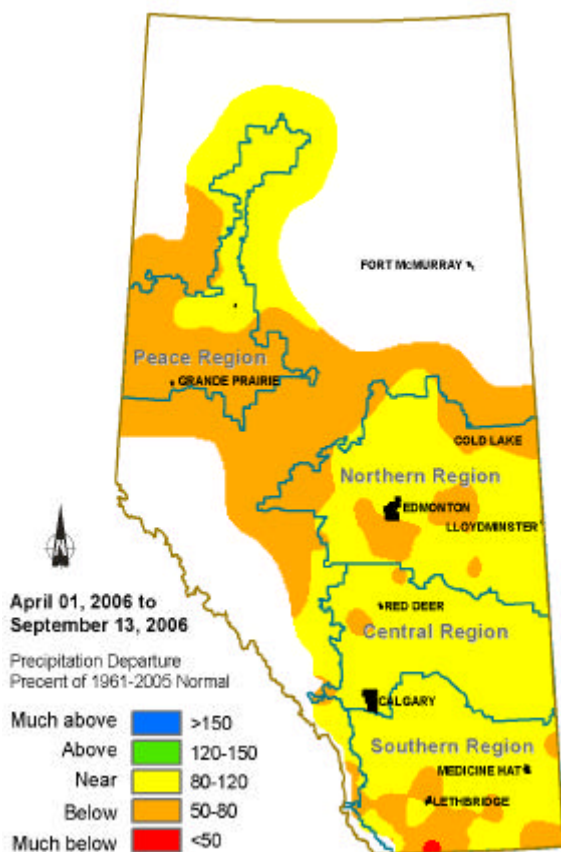 FORT McMURRAY
Peace Region
GRANDE PRAIRIE
COLD LAKE
Northern Region
EDMONTON
LLOYDMINSTER
N
April 01, 2006 to
September 13, 2006
RED DEER
Central Region
Precipitation Departure
Precent of 1961-2005 Normal
CALGARY
Much above >150
Above 120-150
Near 80-120
Below 50-80
Much below <50
Southern Region
MEDICINE HAT
LETHBRIDGE